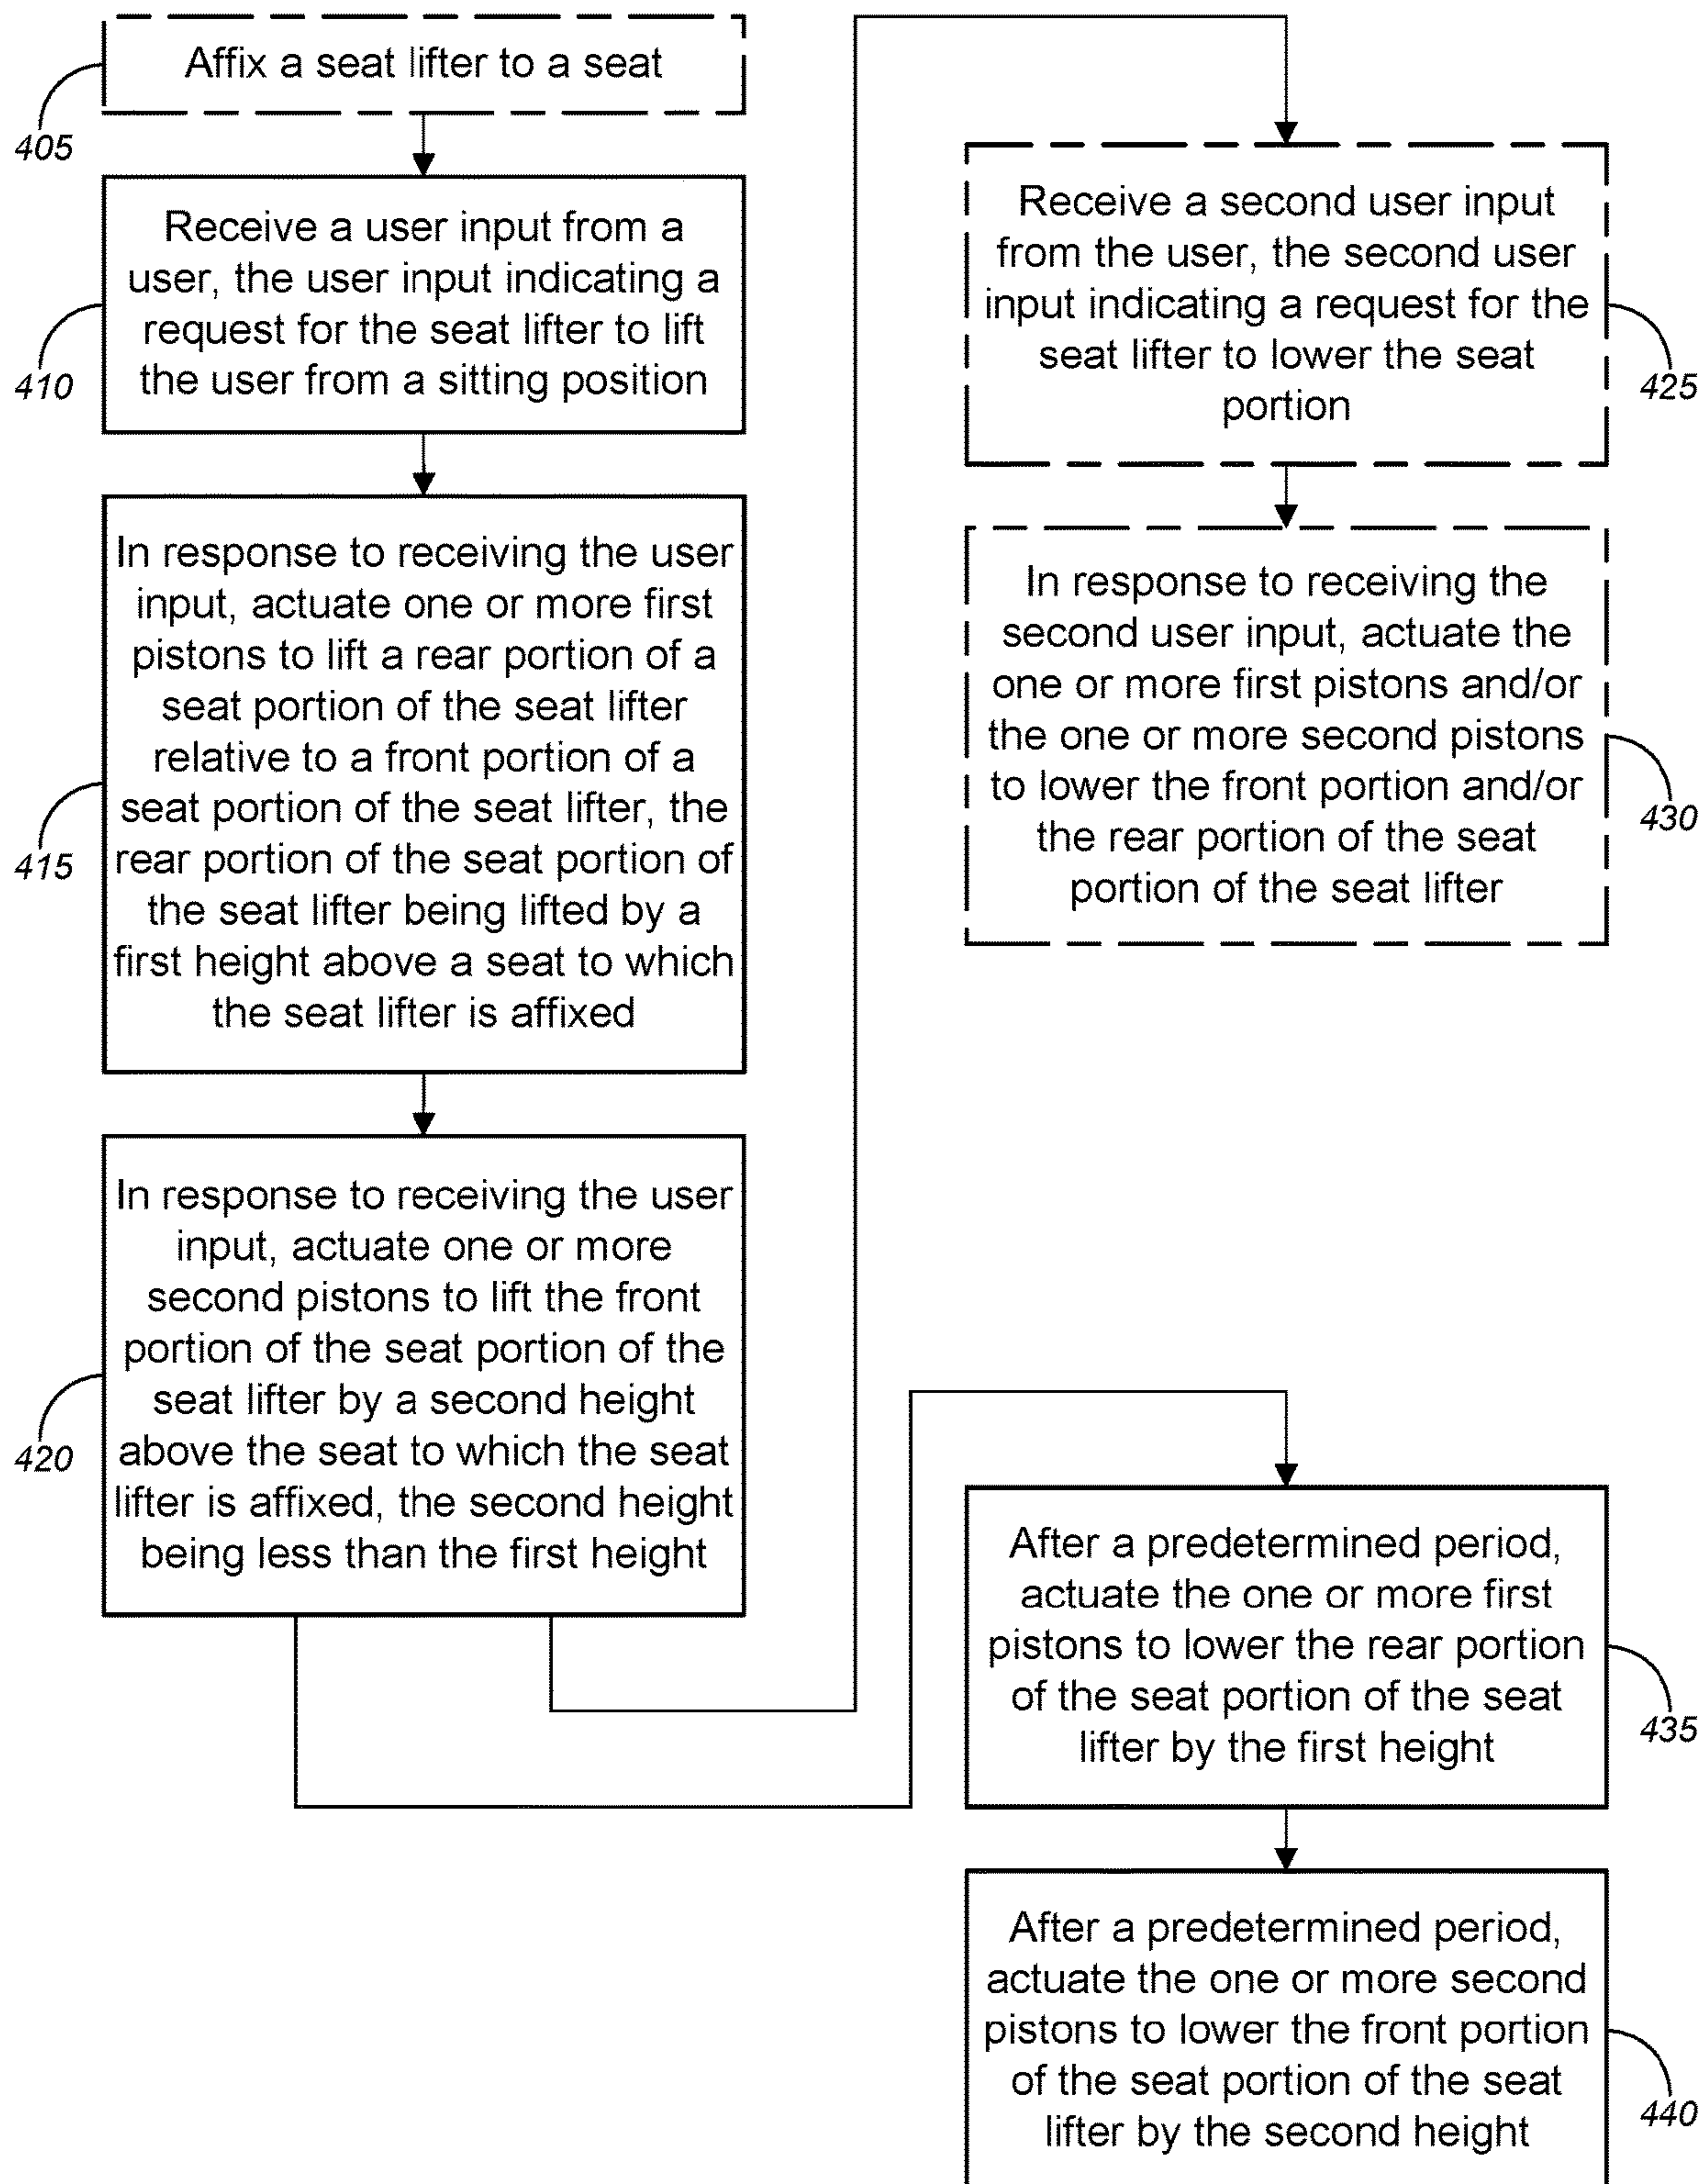 Affix a seat lifter to a seat
405
Receive a user input from a
user, the user input indicating a
request for the seat lifter to lift
the user from a sitting position
410
In response to receiving the user
input, actuate one or more first
pistons to lift a rear portion of a
seat portion of the seat lifter
relative to a front portion of a
seat portion of the seat lifter, the
rear portion of the seat portion of
the seat lifter being lifted by a
first height above a seat to which
the seat lifter is affixed
415
In response to receiving the user
input, actuate one or more
second pistons to lift the front
portion of the seat portion of the
seat lifter by a second height
above the seat to which the seat
lifter is affixed, the second height
being less than the first height
420
Receive a second user input
from the user, the second user
input indicating a request for the
seat lifter to lower the seat
portion
425
In response to receiving the
second user input, actuate the
one or more first pistons and/or
the one or more second pistons
to lower the front portion and/or
the rear portion of the seat
portion of the seat lifter
430
After a predetermined period,
actuate the one or more first
pistons to lower the rear portion
of the seat portion of the seat
lifter by the first height
435
After a predetermined period,
actuate the one or more second
pistons to lower the front portion
of the seat portion of the seat
lifter by the second height
440